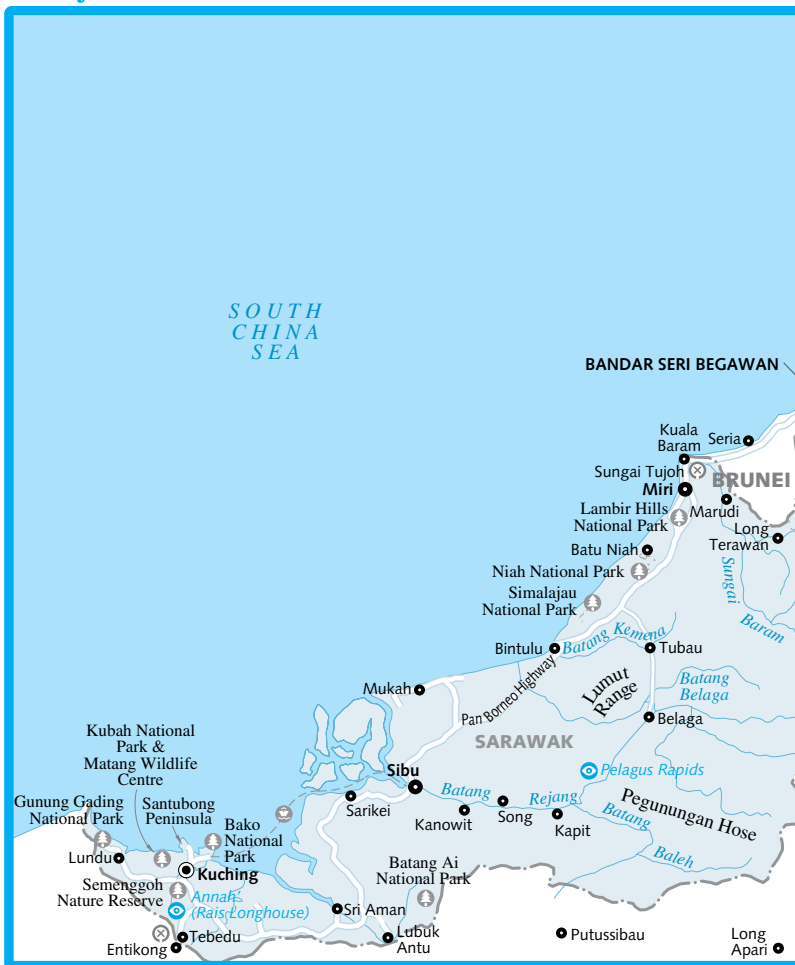 SOUTH
CHINA
SEA
BANDAR SERI BEGAWAN
Kuala
Baram
Seria
Sungai Tujoh
BRUNEI
Miri
Marudi
Lambir Hills
National Park
Long
Terawan
Batu Niah
Niah National Park
Sungai
Baram
Simalajau
National Park
Bintulu
Batang Kemena
Tubau
Pan Borneo Highway
Lumut
Range
Batang
Belaga
Mukah
Belaga
SARAWAK
Kubah National
Park &
Matang Wildlife
Centre
Sibu
Pelagus Rapids
Batang
Rejang
Gunung Gading
National Park
Santubong
Peninsula
Sarikei
Kanowit
Song
Kapit
Pegunungan Hose
Batang
Baleh
Bako
National
Park
Lundu
Kuching
Batang Ai
National Park
Semenggoh
Nature Reserve
Annah
(Rais Longhouse)
Sri Aman
Tebedu
Entikong
Lubuk
Antu
Putussibau
Long
Apari